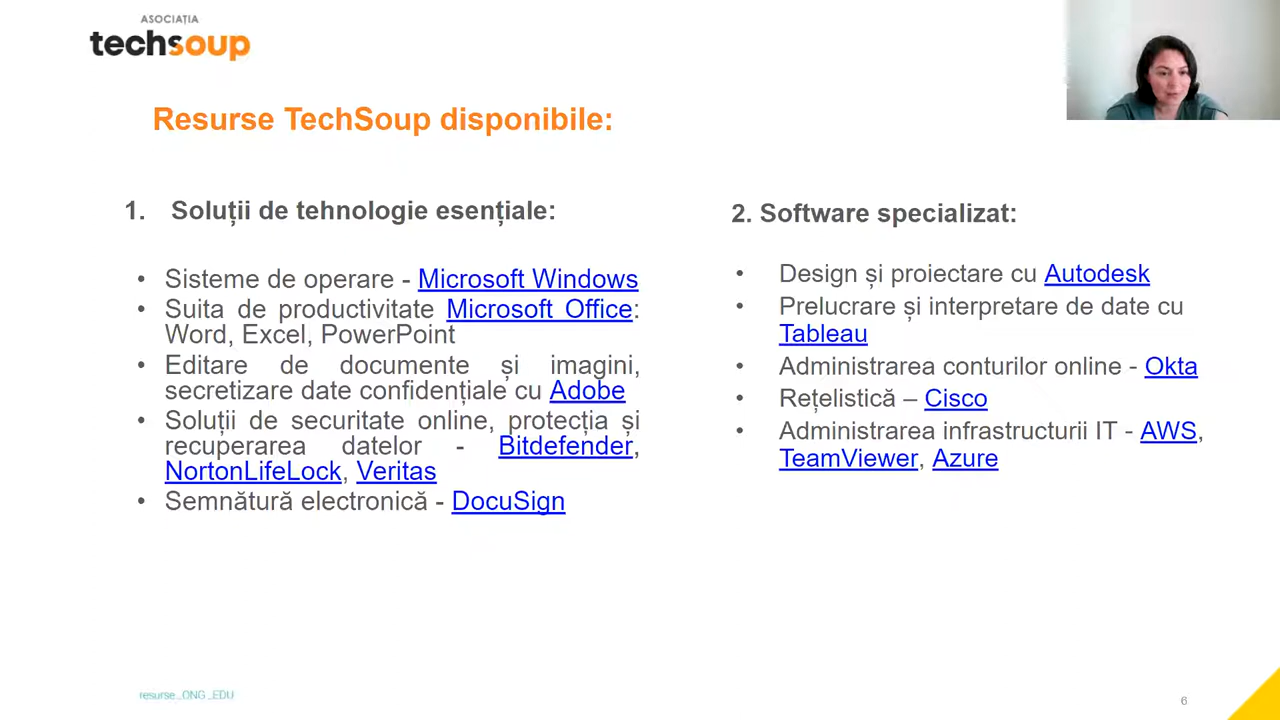 ASOCIAȚIA
techsoup
Resurse TechSoup disponibile:
1. Soluții de tehnologie esențiale:
• Sisteme de operare - Microsoft Windows
• Suita de productivitate Microsoft Office:
Word, Excel, PowerPoint
• Editare de documente și imagini,
secretizare date confidențiale cu Adobe
• Soluții de securitate online, protecția și
recuperarea datelor - Bitdefender,
NortonLifeLock, Veritas
• Semnătură electronică - DocuSign
2. Software specializat:
• Design și proiectare cu Autodesk
• Prelucrare și interpretare de date cu
Tableau
• Administrarea conturilor online - Okta
• Rețelistică – Cisco
• Administrarea infrastructurii IT - AWS,
TeamViewer, Azure
resurse_ONG_EDU
6